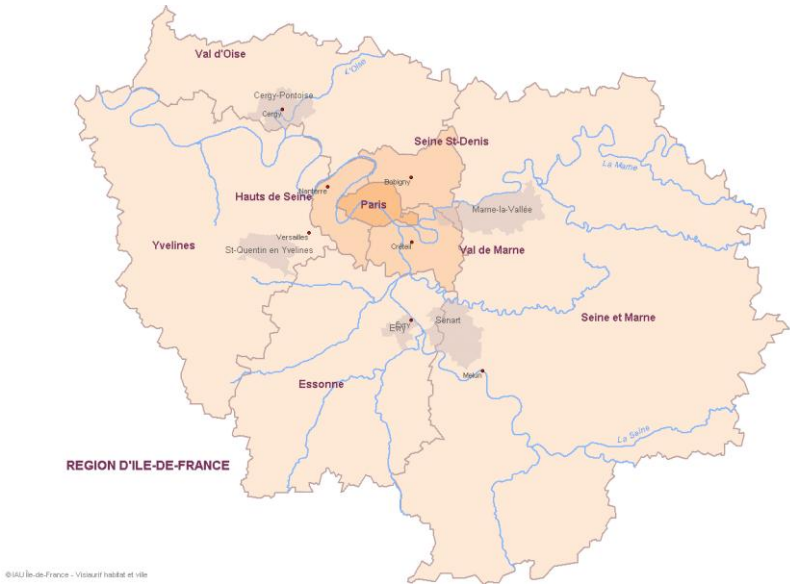 Val d'Oise
L'Oise
Cergy-Pontoise
Cergy
Seine St-Denis
La Marne
Bobigny
Nanterre
Hauts de Seine
Paris
Marne-la-Vallée
Versailles
Yvelines
St-Quentin en Yvelines
Créteil
Val de Marne
Seine et Marne
Sénart
Evry
Evry
Melun
Essonne
La Seine
REGION D'ILE-DE-FRANCE
©IAU Île-de-France - Visiaurif habitat et ville